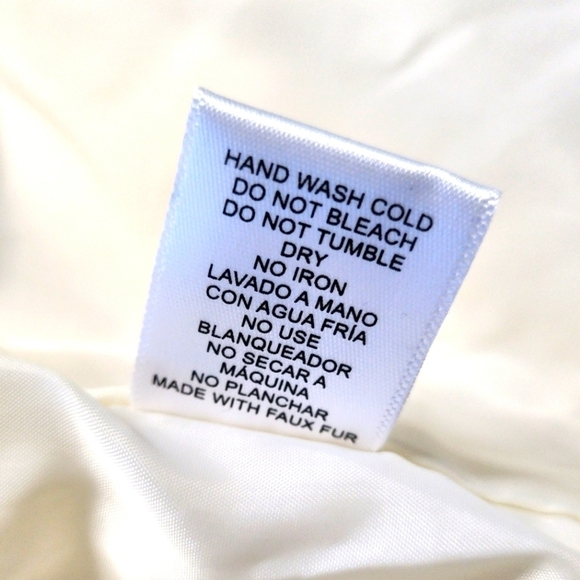 HAND WASH COLD
DO NOT BLEACH
DO NOT TUMBLE
DRY
NO IRON
LAVADO A MANO
CON AGUA FRÍA
NO USE
BLANQUEADOR
NO SECAR A
MÁQUINA
NO PLANCHAR
MADE WITH FAUX FUR